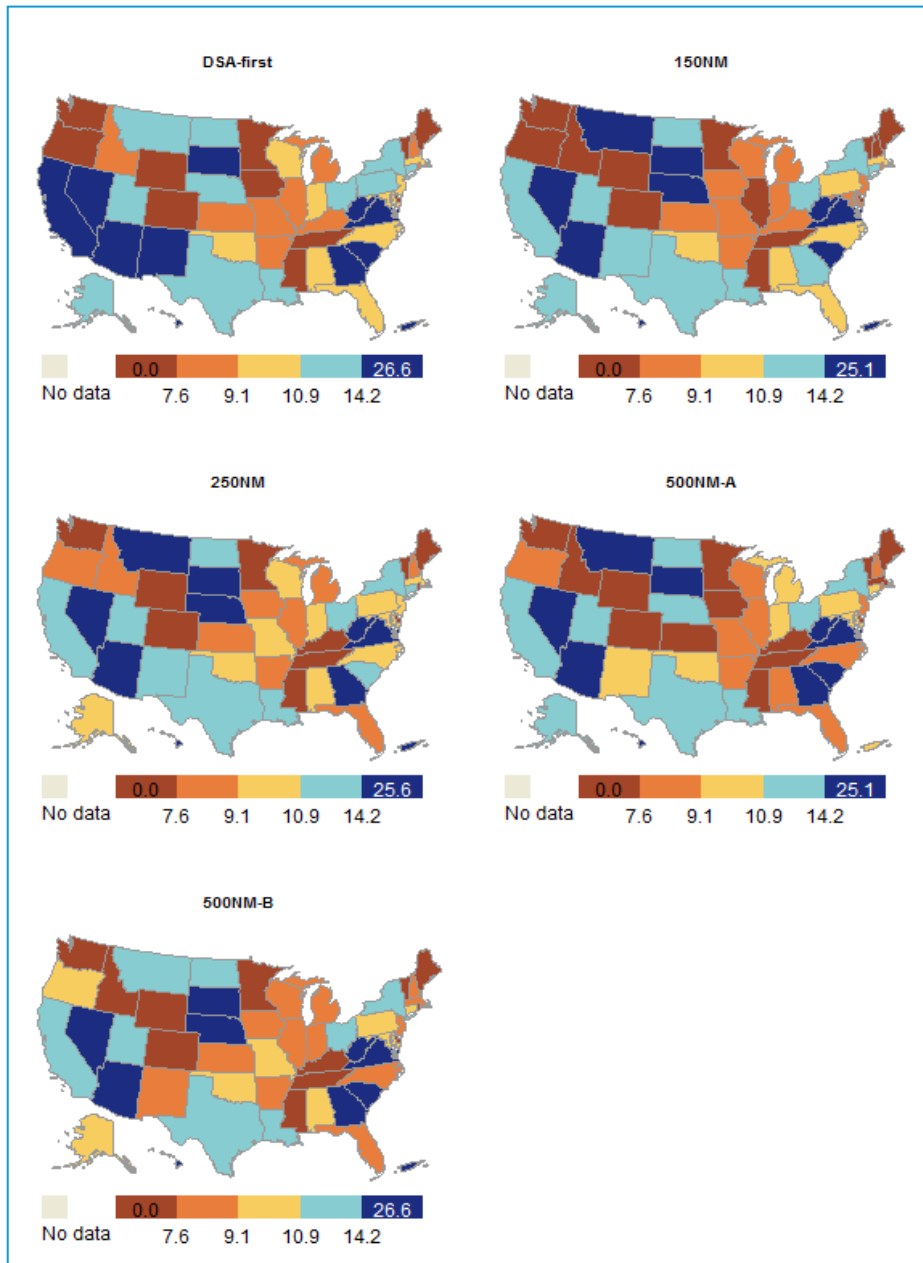 DSA-first
150NM
0.0 26.6
No data 7.6 9.1 10.9 14.2
0.0 25.1
No data 7.6 9.1 10.9 14.2
250NM
500NM-A
0.0 25.6
No data 7.6 9.1 10.9 14.2
0.0 25.1
No data 7.6 9.1 10.9 14.2
500NM-B
0.0 26.6
No data 7.6 9.1 10.9 14.2